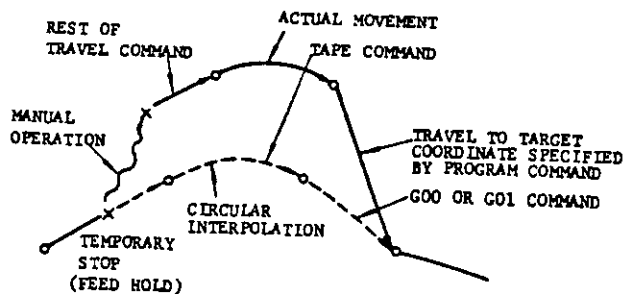 REST OF
TRAVEL COMMAND
ACTUAL MOVEMENT
TAPE COMMAND
MANUAL
OPERATION
TRAVEL TO TARGET
COORDINATE SPECIFIED
BY PROGRAM COMMAND
G00 OR G01 COMMAND
CIRCULAR
INTERPOLATION
TEMPORARY
STOP
(FEED HOLD)